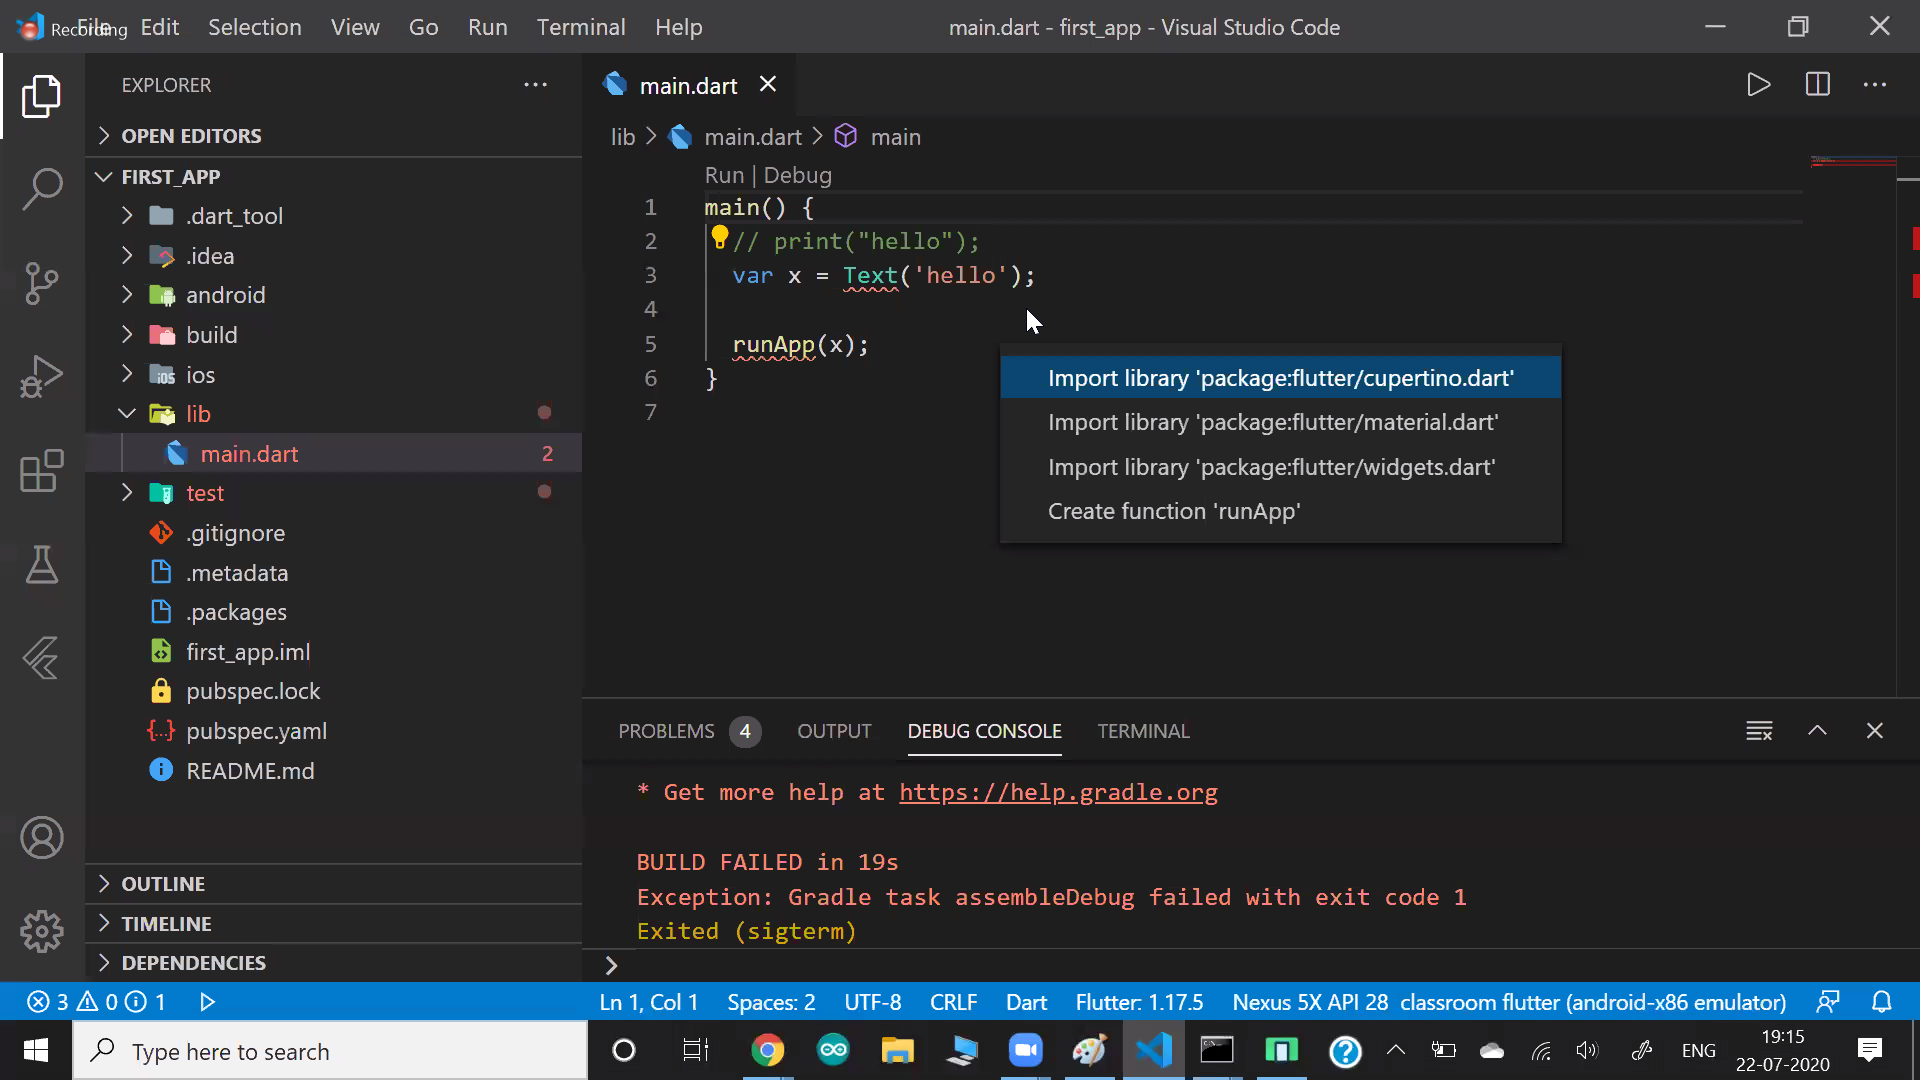 Recording
File Edit Selection View Go Run Terminal Help
main.dart - first_app - Visual Studio Code
EXPLORER
OPEN EDITORS
FIRST_APP
.dart_tool
.idea
android
build
ios
lib
main.dart 2
test
.gitignore
.metadata
.packages
first_app.iml
pubspec.lock
pubspec.yaml
README.md
OUTLINE
TIMELINE
DEPENDENCIES
main.dart
lib > main.dart > main
Run | Debug
1 main() {
2 // print("hello");
3 var x = Text('hello');
4
5 runApp(x);
6 }
7
Import library 'package:flutter/cupertino.dart'
Import library 'package:flutter/material.dart'
Import library 'package:flutter/widgets.dart'
Create function 'runApp'
PROBLEMS 4 OUTPUT DEBUG CONSOLE TERMINAL
* Get more help at https://help.gradle.org
BUILD FAILED in 19s
Exception: Gradle task assembleDebug failed with exit code 1
Exited (sigterm)
3 0 1 Ln 1, Col 1 Spaces: 2 UTF-8 CRLF Dart Flutter: 1.17.5 Nexus 5X API 28 classroom flutter (android-x86 emulator)
Type here to search
ENG
19:15
22-07-2020